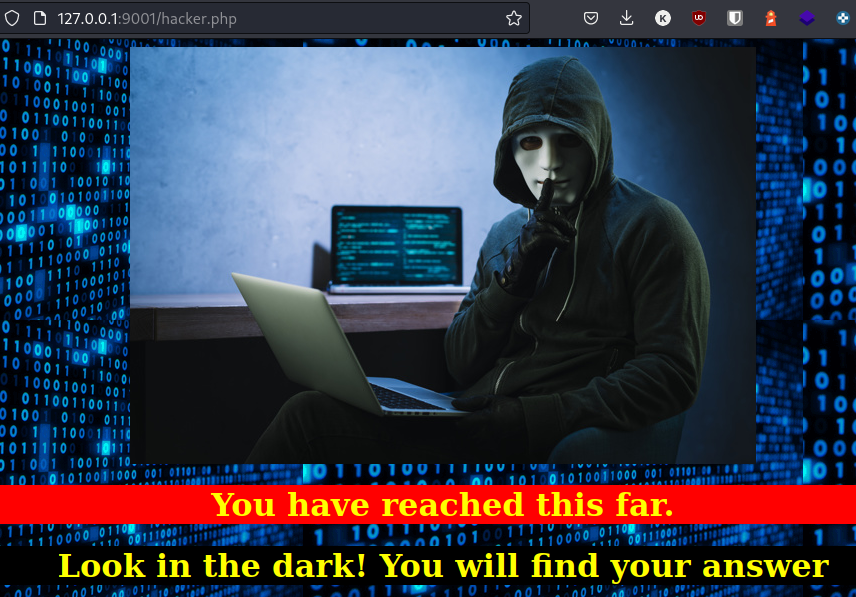 127.0.0.1:9001/hacker.php
You have reached this far.
Look in the dark! You will find your answer